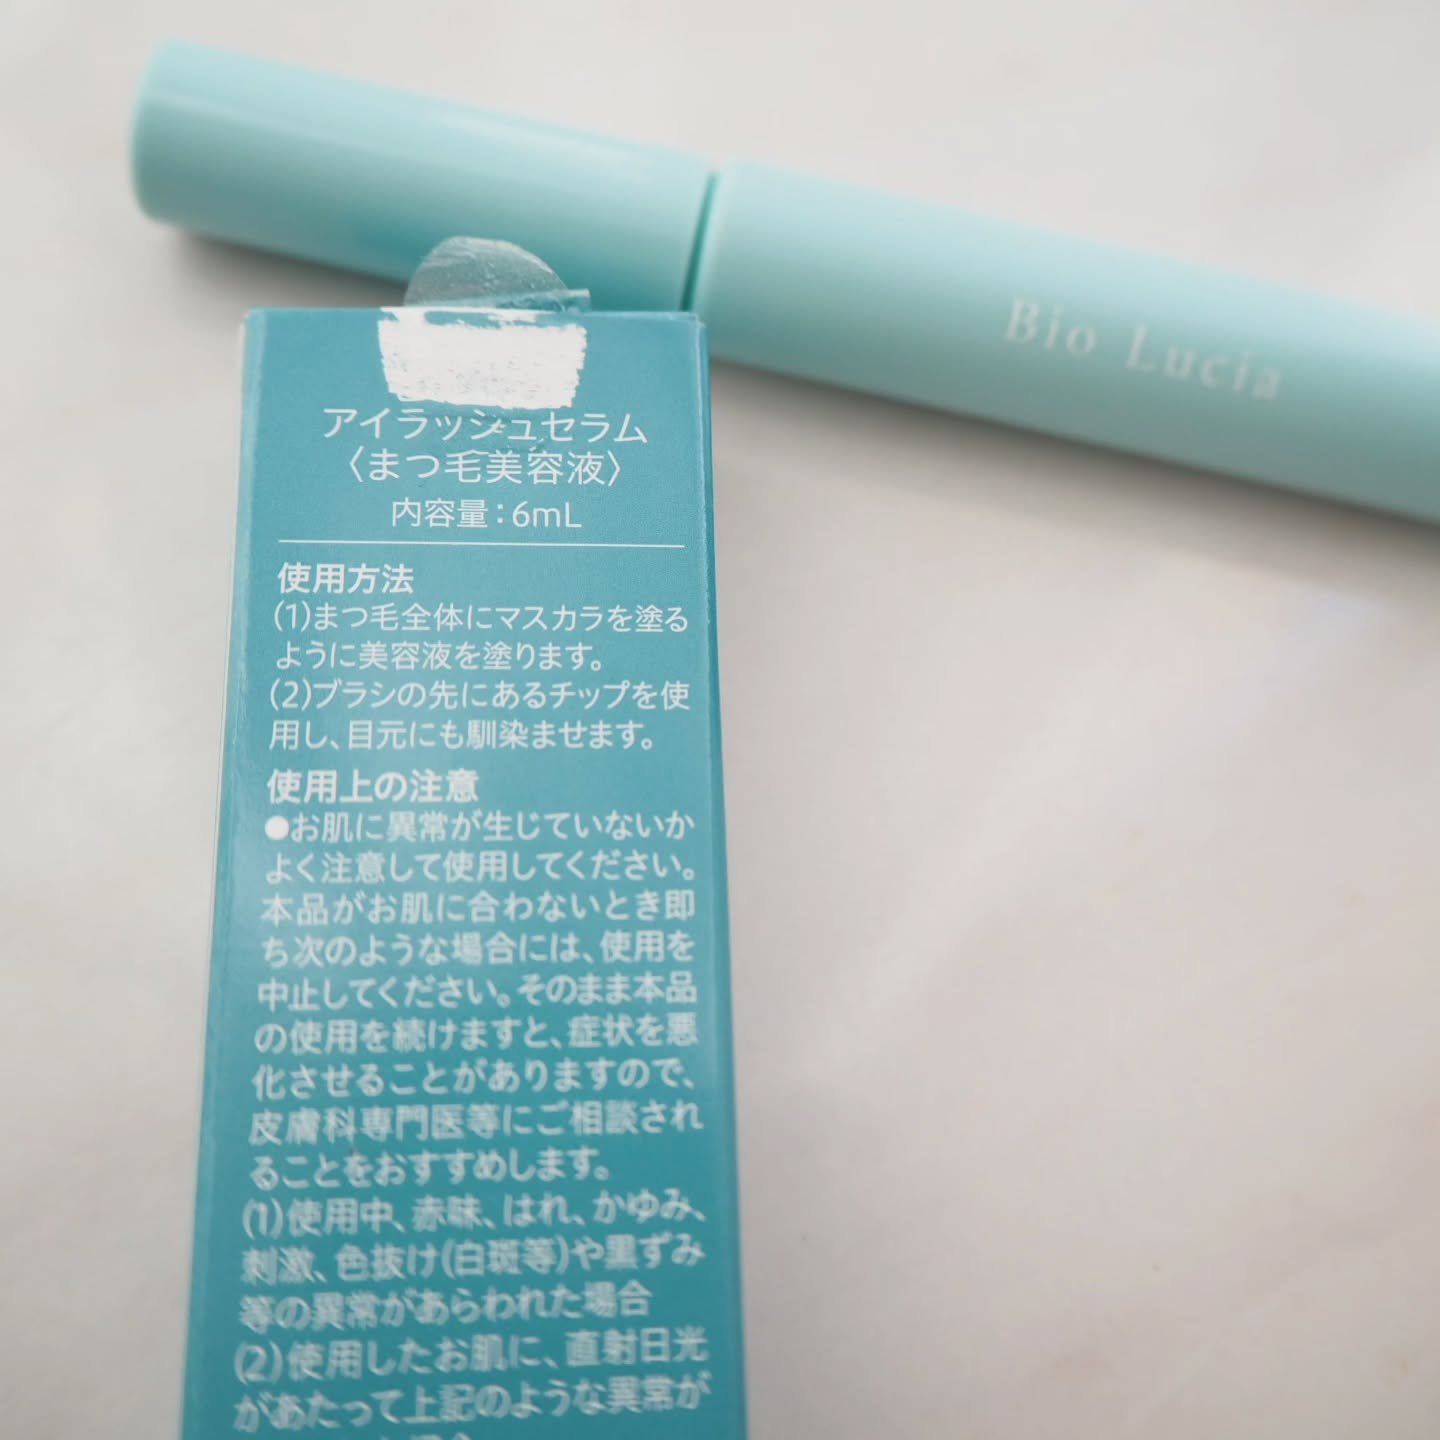 Bio Lucia
アイラッシュセラム
〈まつ毛美容液〉
内容量：6mL
使用方法
(1)まつ毛全体にマスカラを塗る
ように美容液を塗ります。
(2)ブラシの先にあるチップを使
用し、目元にも馴染ませます。
使用上の注意
●お肌に異常が生じていないか
よく注意して使用してください。
本品がお肌に合わないとき即
ち次のような場合には、使用を
中止してください。そのまま本品
の使用を続けますと、症状を悪
化させることがありますので、
皮膚科専門医等にご相談され
ることをおすすめします。
(1)使用中、赤味、はれ、かゆみ、
刺激、色抜け(白斑等)や黒ずみ
等の異常があらわれた場合
(2)使用したお肌に、直射日光
があたって上記のような異常が